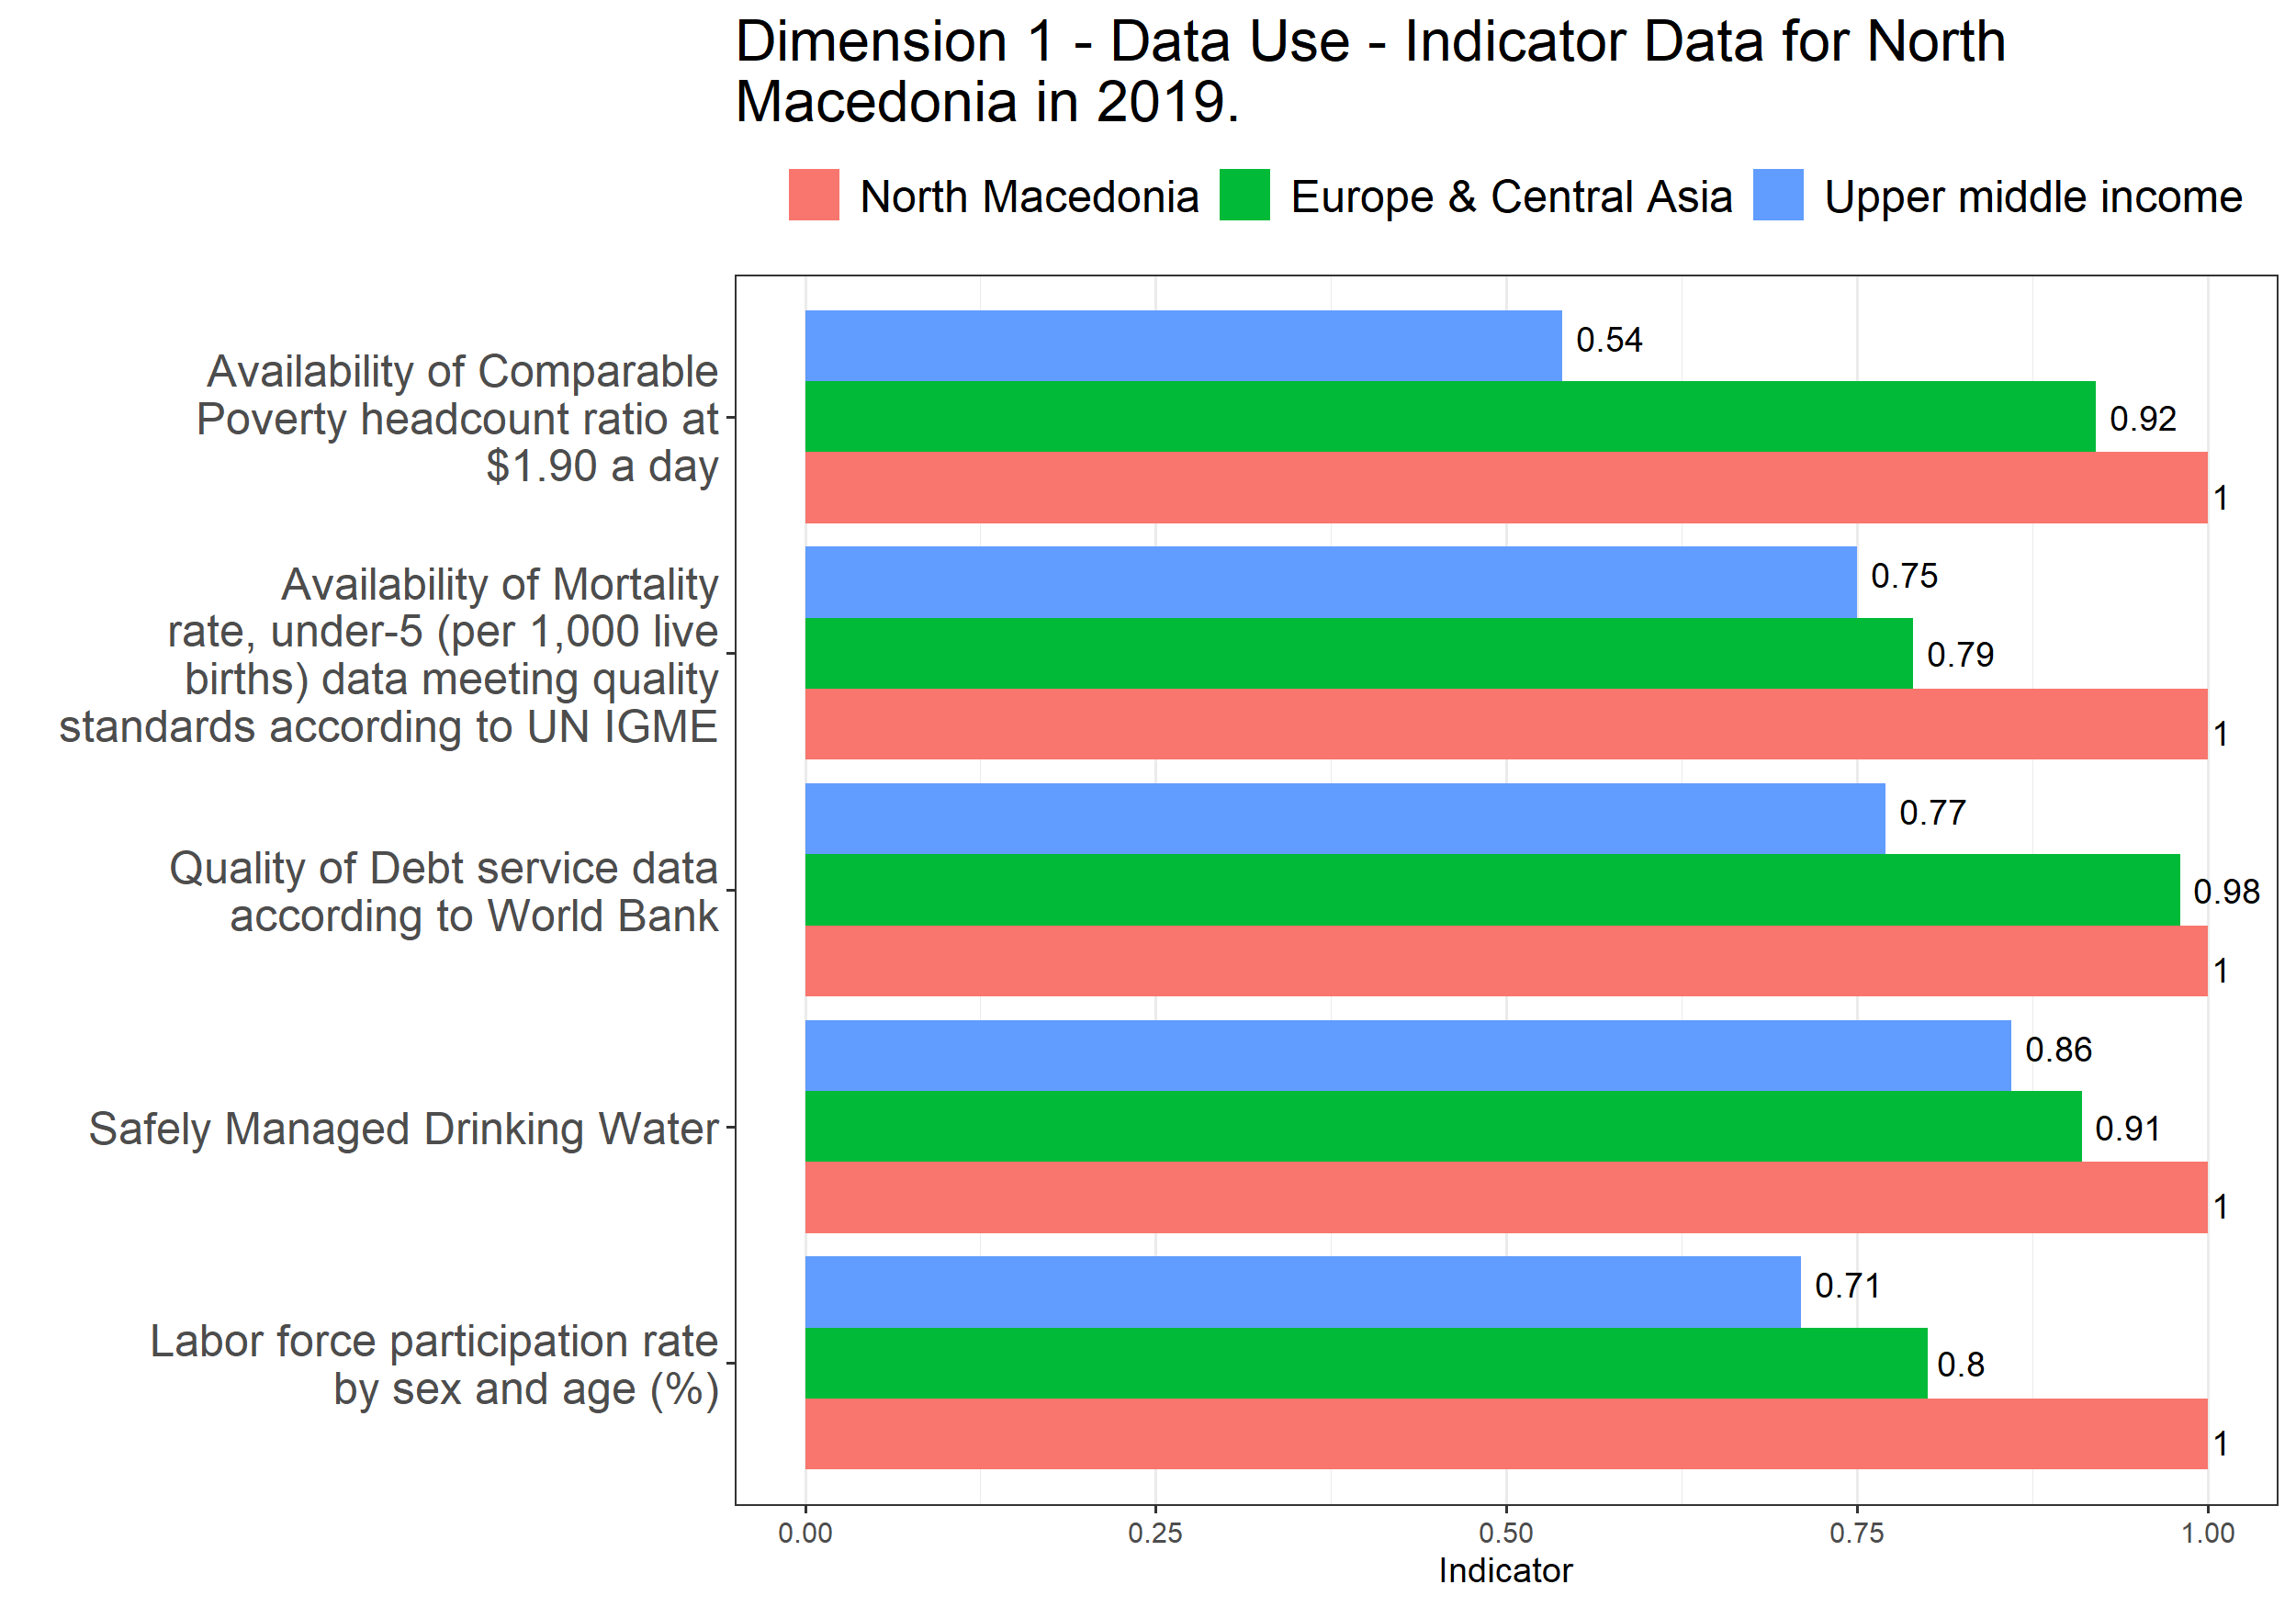 Dimension 1 - Data Use - Indicator Data for North
Macedonia in 2019.
North Macedonia
Europe & Central Asia
Upper middle income
Availability of Comparable
Poverty headcount ratio at
$1.90 a day
0.54
0.92
1
Availability of Mortality
rate, under-5 (per 1,000 live
births) data meeting quality
standards according to UN IGME
0.75
0.79
1
Quality of Debt service data
according to World Bank
0.77
0.98
1
Safely Managed Drinking Water
0.86
0.91
1
Labor force participation rate
by sex and age (%)
0.71
0.8
1
0.00
0.25
0.50
0.75
1.00
Indicator